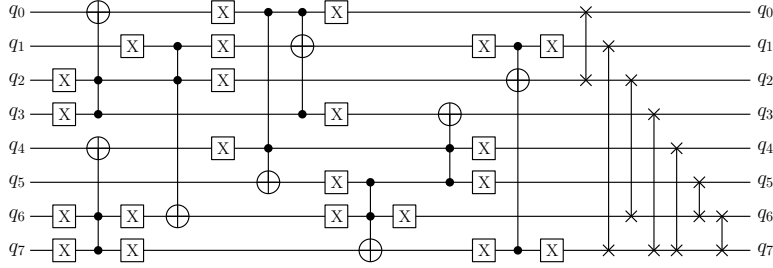 q0 X X q0
q1 X X X X q1
q2 X X q2
q3 X X q3
q4 X X q4
q5 X X q5
q6 X X X X q6
q7 X X X X q7